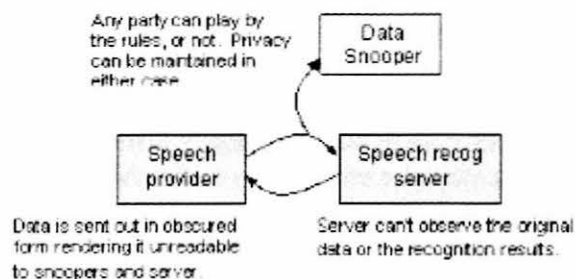 Any party can play by
the rules, or not. Privacy
can be maintained in
either case
Data
Snooper
Speech
provider
Speech recog
server
Data is sent out in obscured
form rendering it unreadable
to snoopers and server.
Server can't observe the original
data or the recogntion results.